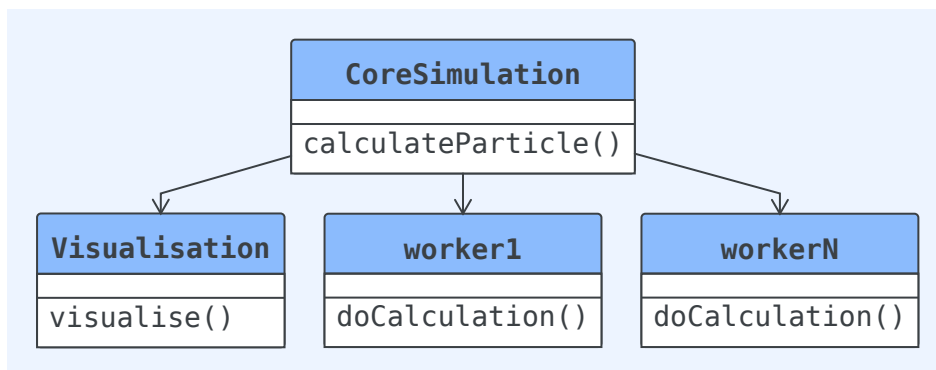 CoreSimulation
calculateParticle()
Visualisation
visualise()
worker1
doCalculation()
workerN
doCalculation()